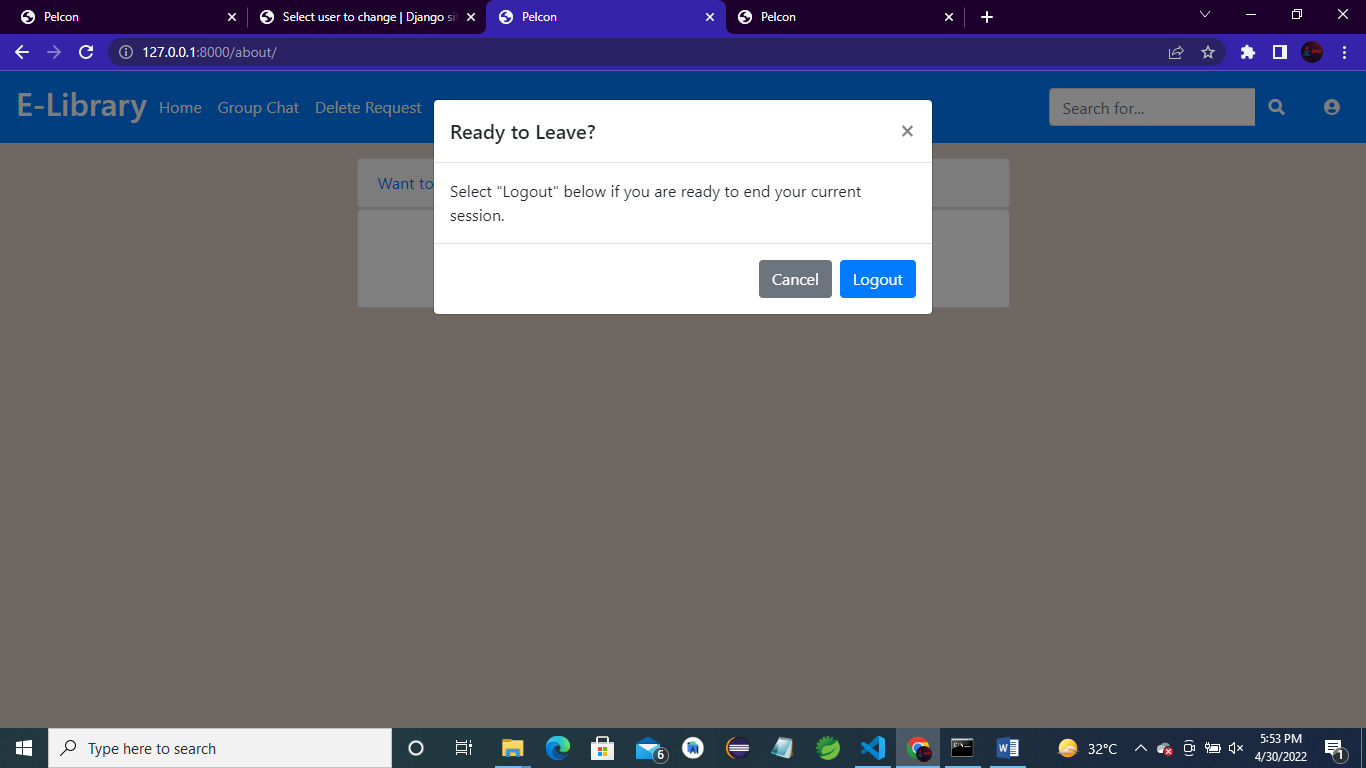 Pelcon
Select user to change | Django si
Pelcon
Pelcon
127.0.0.1:8000/about/
E-Library Home Group Chat Delete Request
Search for...
Ready to Leave? ×
Want to
Select "Logout" below if you are ready to end your current
session.
Cancel Logout
Type here to search
6
32°C
5:53 PM
4/30/2022
1